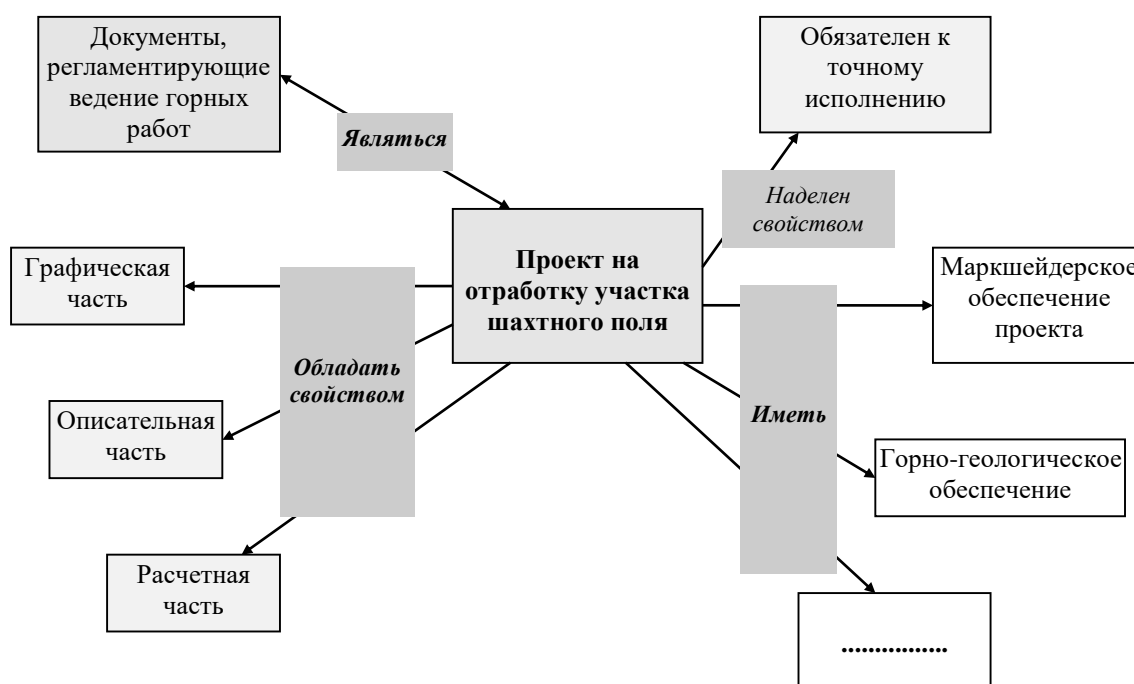 Документы,
регламентирующие
ведение горных
работ
Обязателен к
точному
исполнению
Являться
Наделен
свойством
Проект на
отработку участка
шахтного поля
Графическая
часть
Маркшейдерское
обеспечение
проекта
Обладать
свойством
Иметь
Описательная
часть
Горно-геологическое
обеспечение
Расчетная
часть
................